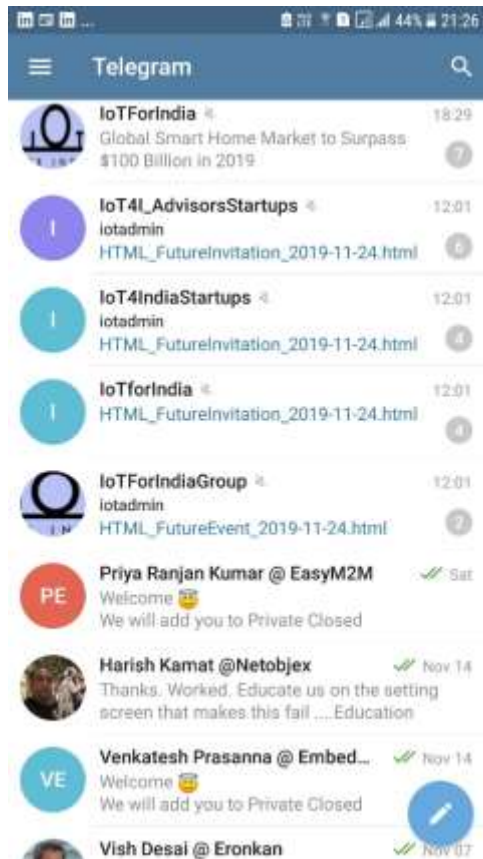 44% 21:26
Telegram
IoTForIndia 18:29
Global Smart Home Market to Surpass
$100 Billion in 2019 7
IoT4I_AdvisorsStartups 12:01
iotadmin
HTML_FutureInvitation_2019-11-24.html 6
IoT4IndiaStartups 12:01
iotadmin
HTML_FutureInvitation_2019-11-24.html 4
IoTforIndia 12:01
HTML_FutureInvitation_2019-11-24.html 4
IoTForIndiaGroup 12:01
iotadmin
HTML_FutureEvent_2019-11-24.html 2
PE Priya Ranjan Kumar @ EasyM2M Sat
Welcome
We will add you to Private Closed
Harish Kamat @Netobjex Nov 14
Thanks. Worked. Educate us on the setting
screen that makes this fail ....Education
VE Venkatesh Prasanna @ Embed... Nov 14
Welcome
We will add you to Private Closed
Vish Desai @ Eronkan Nov 07